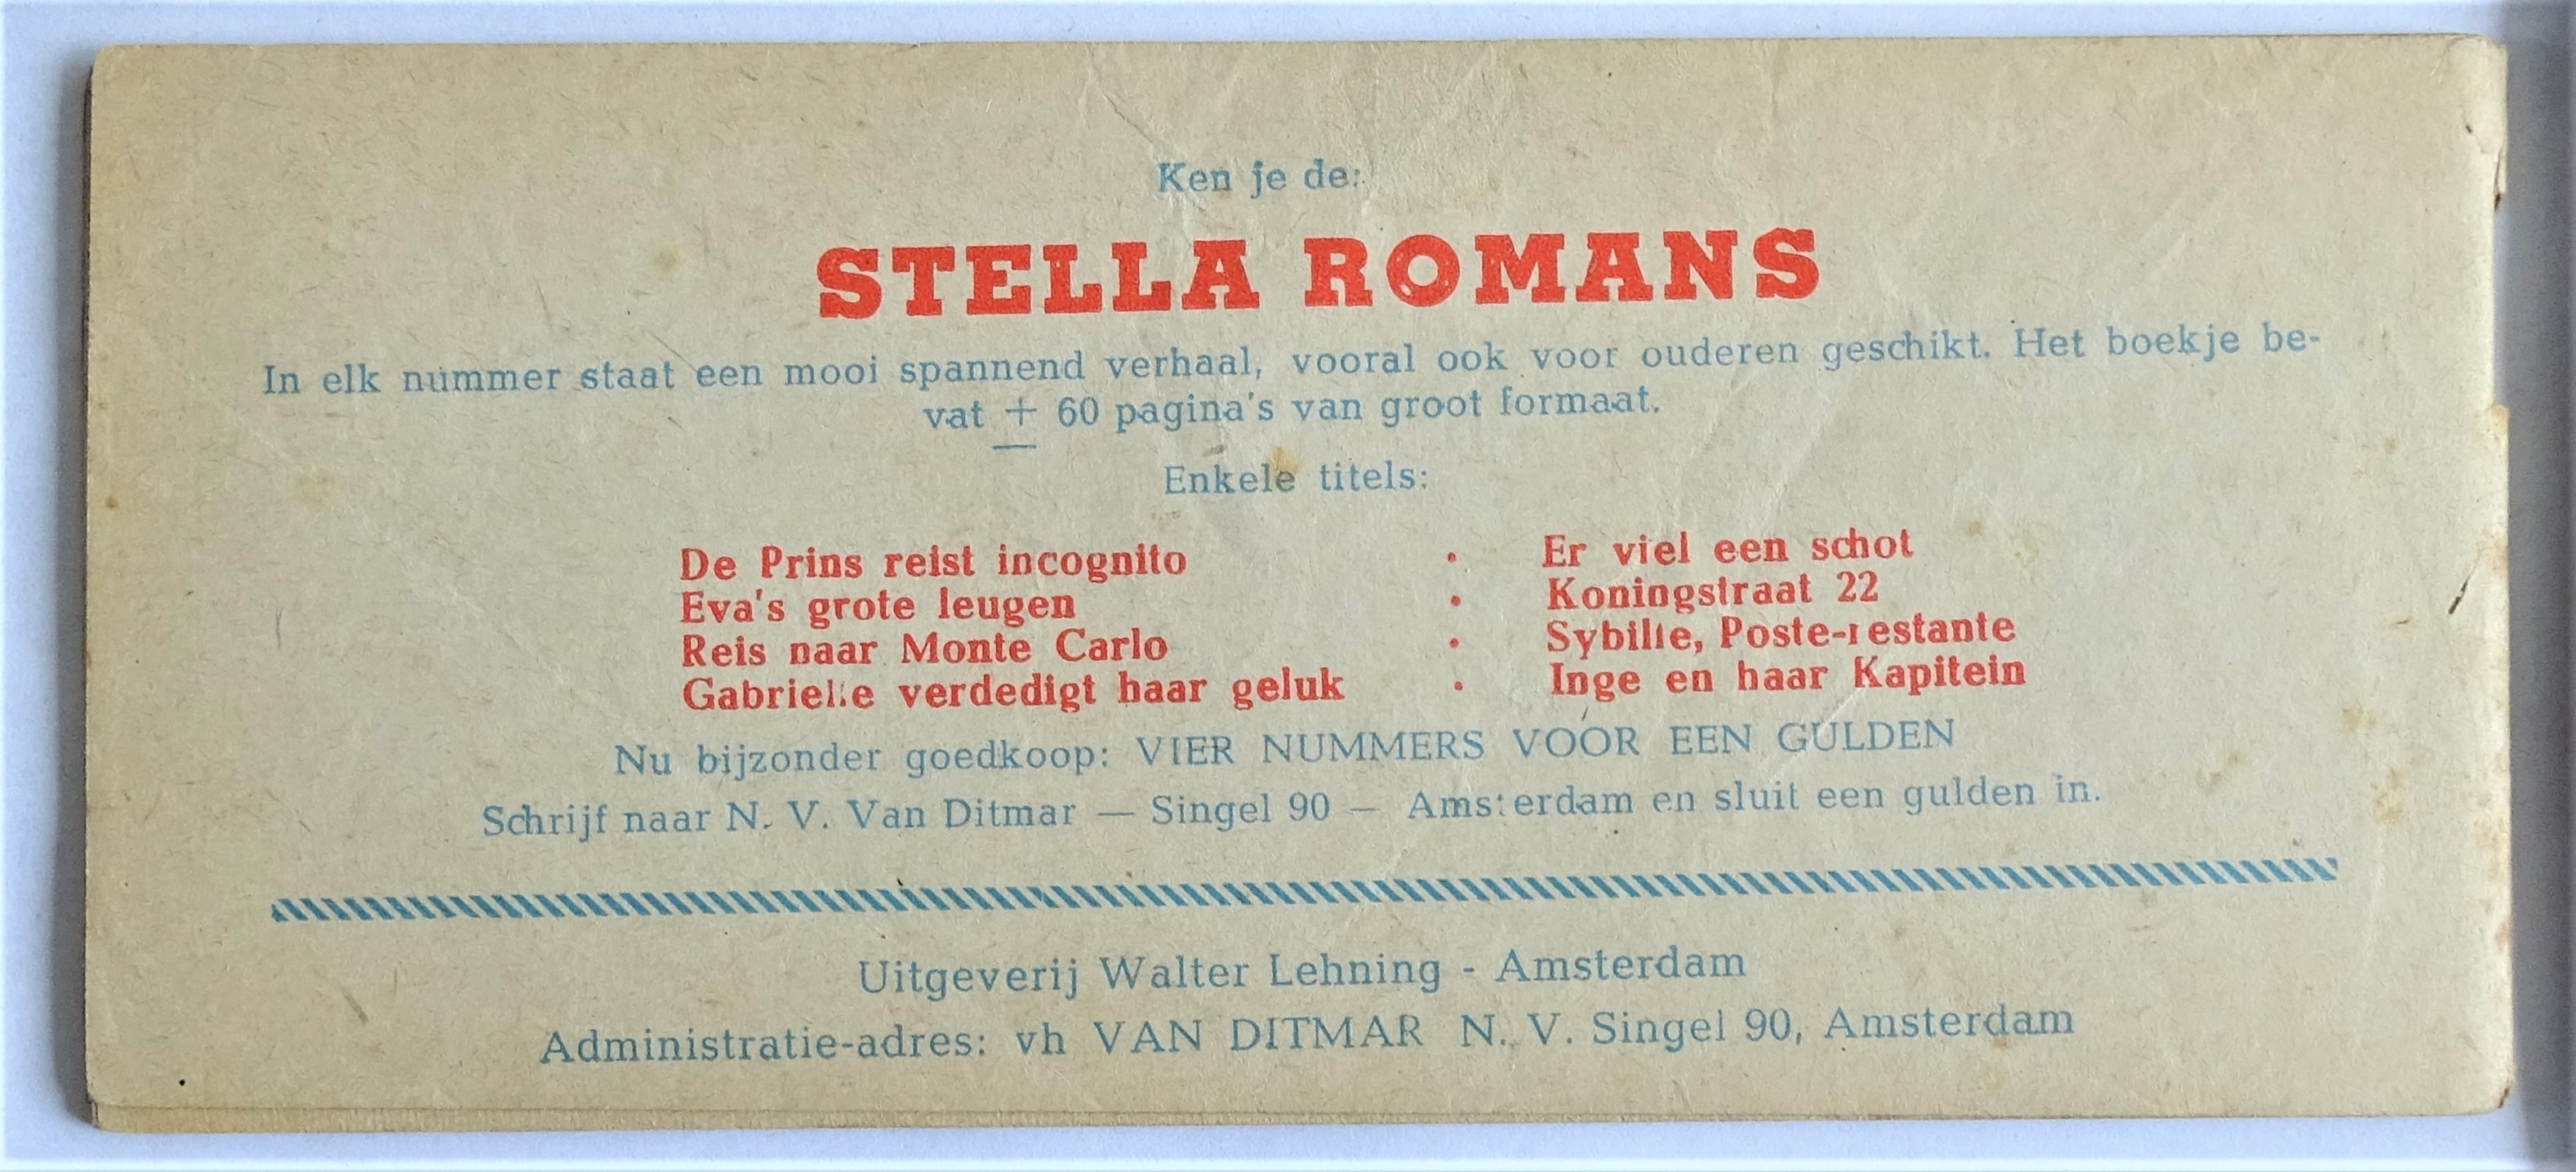 Ken je de:
STELLA ROMANS
In elk nummer staat een mooi spannend verhaal, vooral ook voor ouderen geschikt. Het boekje be-
vat ± 60 pagina's van groot formaat.
Enkele titels:
De Prins reist incognito . Er viel een schot
Eva's grote leugen . Koningstraat 22
Reis naar Monte Carlo . Sybille, Poste-restante
Gabrielle verdedigt haar geluk . Inge en haar Kapitein
Nu bijzonder goedkoop: VIER NUMMERS VOOR EEN GULDEN
Schrijf naar N. V. Van Ditmar — Singel 90 — Amsterdam en sluit een gulden in.
Uitgeverij Walter Lehning - Amsterdam
Administratie-adres: vh VAN DITMAR N. V. Singel 90, Amsterdam